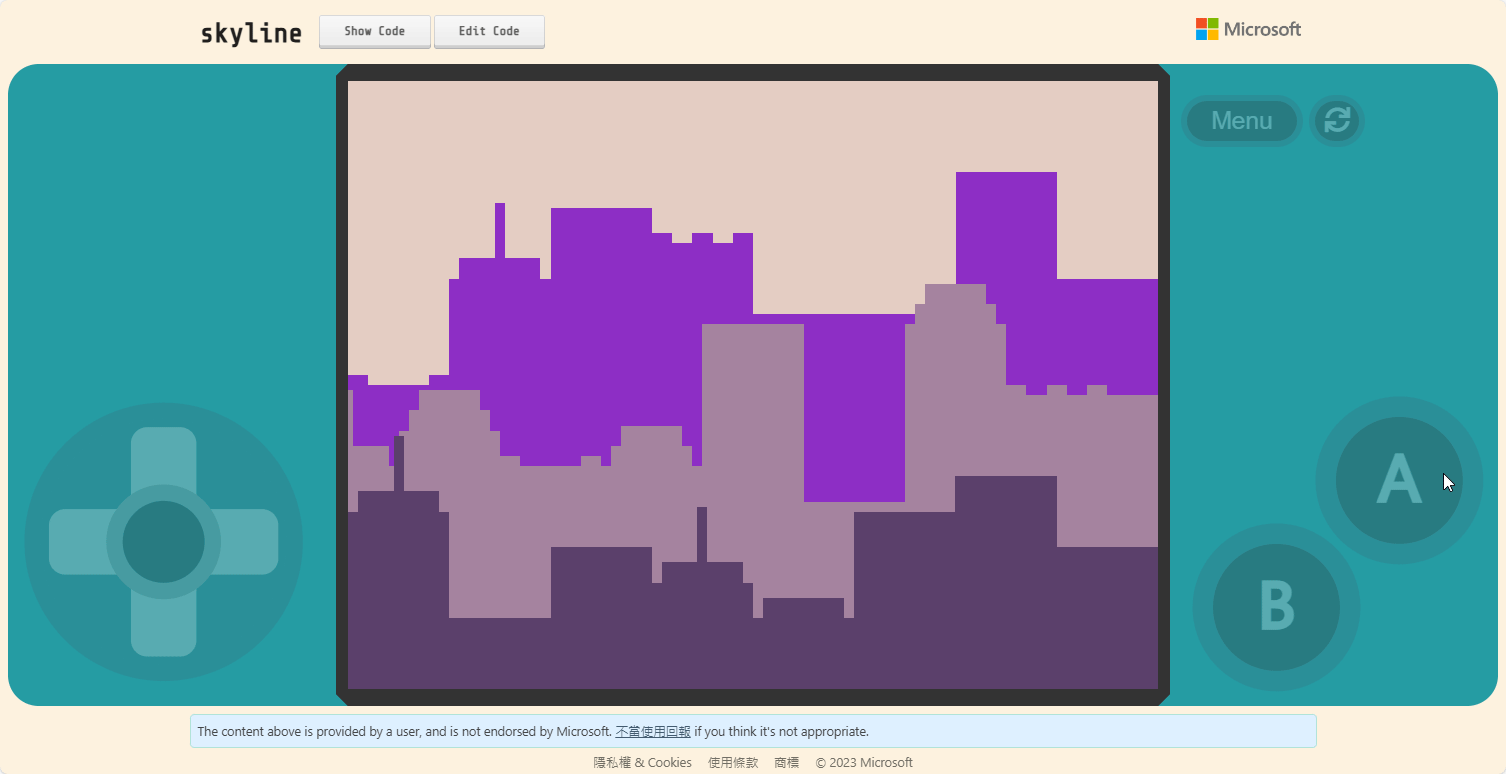 skyline
Show Code
Edit Code
Microsoft
Menu
A
B
The content above is provided by a user, and is not endorsed by Microsoft. 不當使用回報 if you think it's not appropriate.
隱私權 & Cookies 使用條款 商標 © 2023 Microsoft